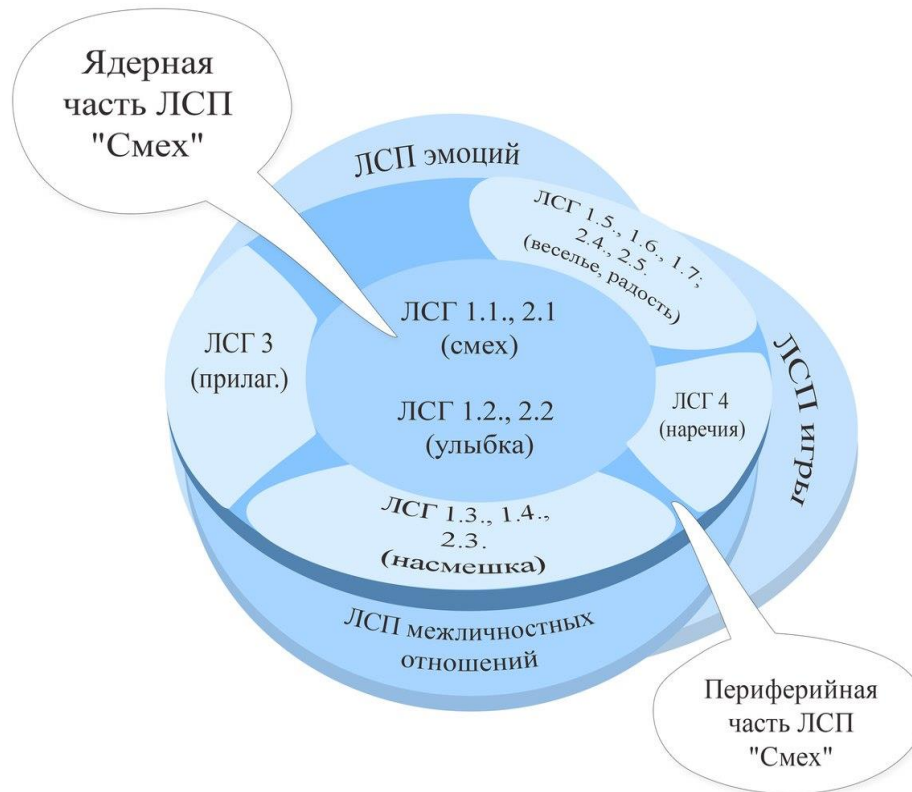 Ядерная
часть ЛСП
"Смех"
ЛСП эмоций
ЛСГ 1.5., 1.6., 1.7;
2.4., 2.5.
(веселье, радость)
ЛСГ 1.1., 2.1
(смех)
ЛСГ 3
(прилаг.)
ЛСП игры
ЛСГ 4
(наречия)
ЛСГ 1.2., 2.2
(улыбка)
ЛСГ 1.3., 1.4.,
2.3.
(насмешка)
ЛСП межличностных
отношений
Периферийная
часть ЛСП
"Смех"